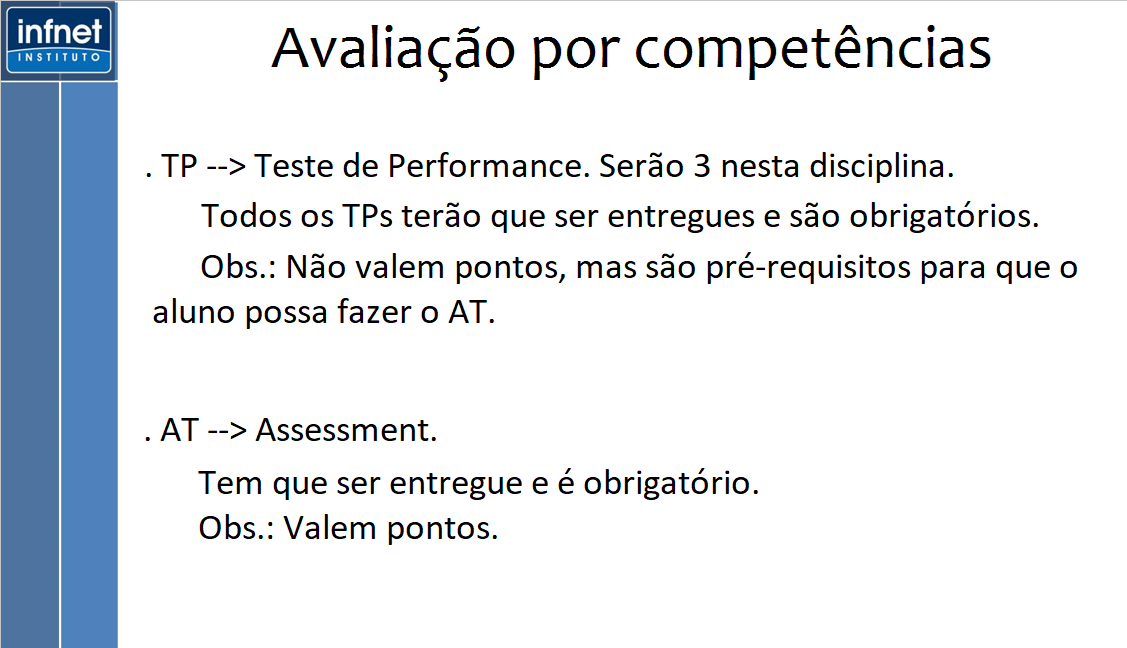 infnet
INSTITUTO
Avaliação por competências
. TP --> Teste de Performance. Serão 3 nesta disciplina.
Todos os TPs terão que ser entregues e são obrigatórios.
Obs.: Não valem pontos, mas são pré-requisitos para que o
aluno possa fazer o AT.
. AT --> Assessment.
Tem que ser entregue e é obrigatório.
Obs.: Valem pontos.